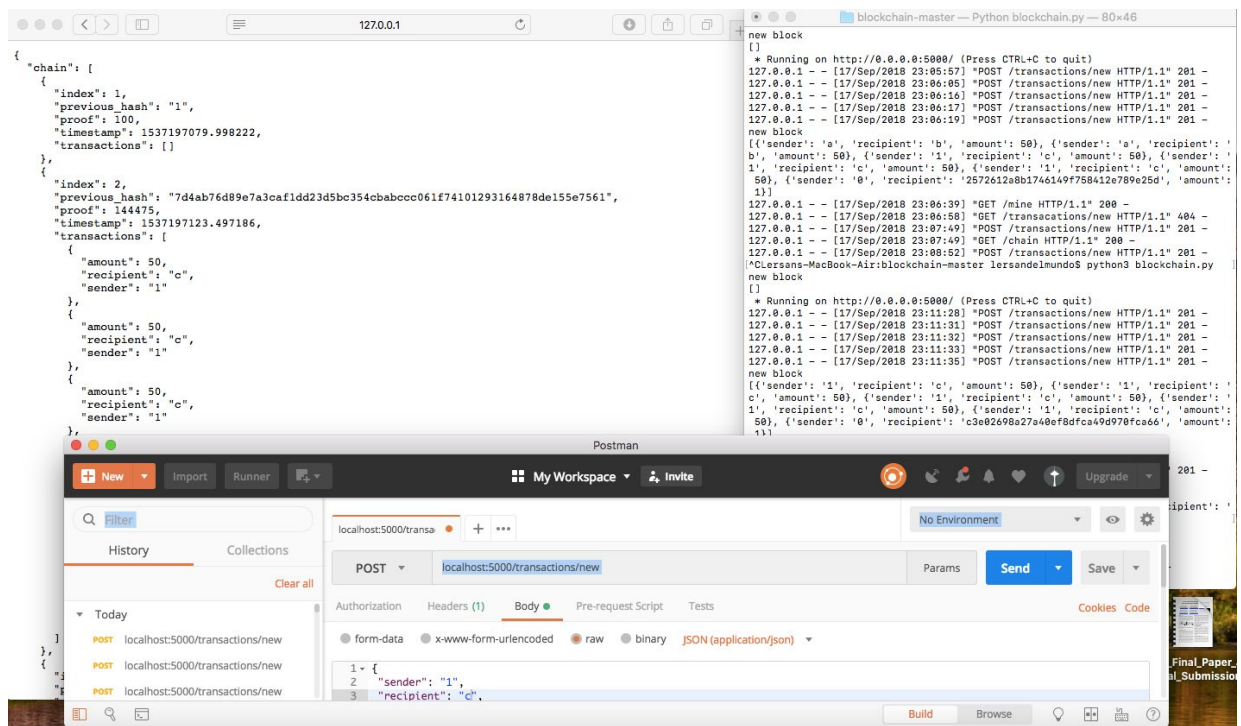 127.0.0.1
{
"chain": [
{
"index": 1,
"previous_hash": "1",
"proof": 100,
"timestamp": 1537197079.998222,
"transactions": []
},
{
"index": 2,
"previous_hash": "7d4ab76d89e7a3caf1dd23d5bc354cbabccc061f74101293164878de155e7561",
"proof": 144475,
"timestamp": 1537197123.497186,
"transactions": [
{
"amount": 50,
"recipient": "c",
"sender": "1"
},
{
"amount": 50,
"recipient": "c",
"sender": "1"
},
{
"amount": 50,
"recipient": "c",
"sender": "1"
},
]
},
{
blockchain-master — Python blockchain.py — 80×46
new block
[]
* Running on http://0.0.0.0:5000/ (Press CTRL+C to quit)
127.0.0.1 - - [17/Sep/2018 23:05:57] "POST /transactions/new HTTP/1.1" 201 -
127.0.0.1 - - [17/Sep/2018 23:06:05] "POST /transactions/new HTTP/1.1" 201 -
127.0.0.1 - - [17/Sep/2018 23:06:16] "POST /transactions/new HTTP/1.1" 201 -
127.0.0.1 - - [17/Sep/2018 23:06:17] "POST /transactions/new HTTP/1.1" 201 -
127.0.0.1 - - [17/Sep/2018 23:06:19] "POST /transactions/new HTTP/1.1" 201 -
new block
[{'sender': 'a', 'recipient': 'b', 'amount': 50}, {'sender': 'a', 'recipient': '
b', 'amount': 50}, {'sender': '1', 'recipient': 'c', 'amount': 50}, {'sender': '
1', 'recipient': 'c', 'amount': 50}, {'sender': '1', 'recipient': 'c', 'amount':
50}, {'sender': '0', 'recipient': '2572612a8b1746149f758412e789e25d', 'amount':
1}]
127.0.0.1 - - [17/Sep/2018 23:06:39] "GET /mine HTTP/1.1" 200 -
127.0.0.1 - - [17/Sep/2018 23:06:58] "GET /transacations/new HTTP/1.1" 404 -
127.0.0.1 - - [17/Sep/2018 23:07:49] "POST /transactions/new HTTP/1.1" 201 -
127.0.0.1 - - [17/Sep/2018 23:07:49] "GET /chain HTTP/1.1" 200 -
127.0.0.1 - - [17/Sep/2018 23:08:52] "POST /transactions/new HTTP/1.1" 201 -
[^CLersans-MacBook-Air:blockchain-master lersandelmundo$ python3 blockchain.py ]
new block
[]
* Running on http://0.0.0.0:5000/ (Press CTRL+C to quit)
127.0.0.1 - - [17/Sep/2018 23:11:28] "POST /transactions/new HTTP/1.1" 201 -
127.0.0.1 - - [17/Sep/2018 23:11:31] "POST /transactions/new HTTP/1.1" 201 -
127.0.0.1 - - [17/Sep/2018 23:11:32] "POST /transactions/new HTTP/1.1" 201 -
127.0.0.1 - - [17/Sep/2018 23:11:33] "POST /transactions/new HTTP/1.1" 201 -
127.0.0.1 - - [17/Sep/2018 23:11:35] "POST /transactions/new HTTP/1.1" 201 -
new block
[{'sender': '1', 'recipient': 'c', 'amount': 50}, {'sender': '1', 'recipient': '
c', 'amount': 50}, {'sender': '1', 'recipient': 'c', 'amount': 50}, {'sender': '
1', 'recipient': 'c', 'amount': 50}, {'sender': '1', 'recipient': 'c', 'amount':
50}, {'sender': '0', 'recipient': 'c3e02698a27a40ef8dfca49d970fca66', 'amount':
1}]
201 -
Postman
New Import Runner My Workspace Invite Upgrade
Filter
History Collections
Clear all
Today
POST localhost:5000/transactions/new
POST localhost:5000/transactions/new
POST localhost:5000/transactions/new
localhost:5000/transa
No Environment
POST localhost:5000/transactions/new Params Send Save
Authorization Headers (1) Body Pre-request Script Tests Cookies Code
form-data x-www-form-urlencoded raw binary JSON (application/json)
1 {
2 "sender": "1",
3 "recipient": "c",
Build Browse
_Final_Paper_
al_Submissio